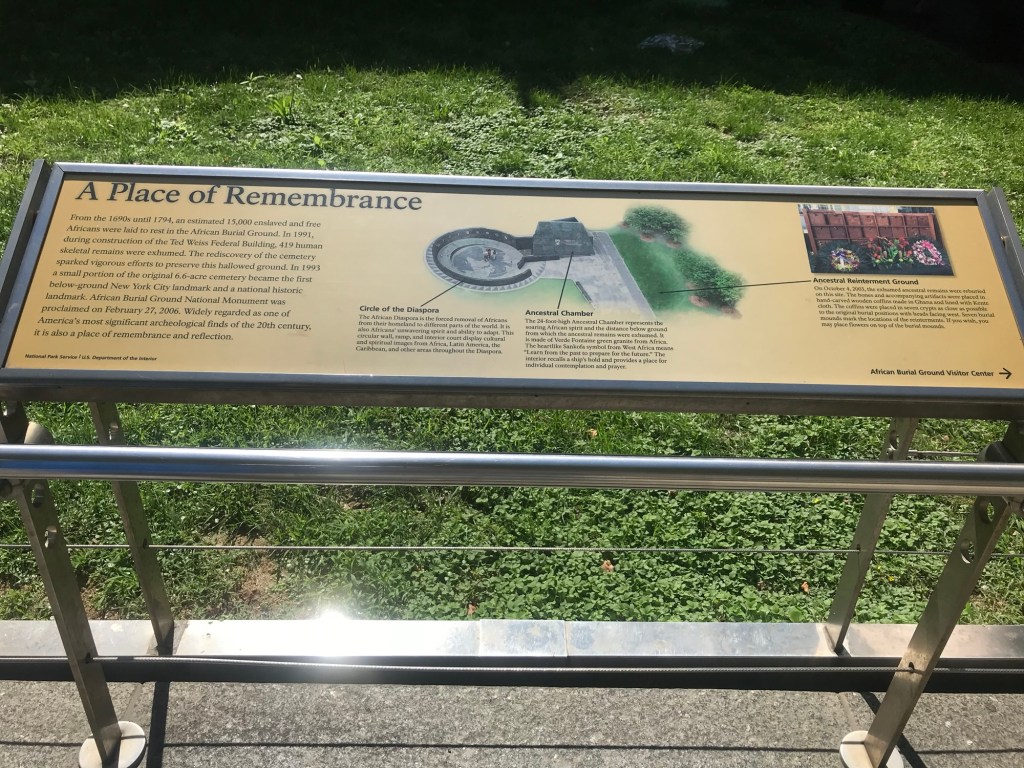 A Place of Remembrance
From the 1690s until 1794, an estimated 15,000 enslaved and free
Africans were laid to rest in the African Burial Ground. In 1991,
during construction of the Ted Weiss Federal Building, 419 human
skeletal remains were exhumed. The rediscovery of the cemetery
sparked vigorous efforts to preserve this hallowed ground. In 1993
a small portion of the original 6.6-acre cemetery became the first
below-ground New York City landmark and a national historic
landmark. African Burial Ground National Monument was
proclaimed on February 27, 2006. Widely regarded as one of
America's most significant archeological finds of the 20th century,
it is also a place of remembrance and reflection.
National Park Service | U.S. Department of the Interior
Circle of the Diaspora
The African Diaspora is the forced removal of Africans
from their homeland to different parts of the world. It is
also Africans' unwavering spirit and ability to adapt. This
circular wall, ramp, and interior court display cultural
and spiritual images from Africa, Latin America, the
Caribbean, and other areas throughout the Diaspora.
Ancestral Chamber
The 24-foot-high Ancestral Chamber represents the
soaring African spirit and the distance below ground
from which the ancestral remains were exhumed. It
is made of Verde Fontaine green granite from Africa.
The heartlike Sankofa symbol from West Africa means
"Learn from the past to prepare for the future." The
interior recalls a ship's hold and provides a place for
individual contemplation and prayer.
Ancestral Reinterment Ground
On October 4, 2003, the exhumed ancestral remains were reburied
on this site. The bones and accompanying artifacts were placed in
hand-carved wooden coffins made in Ghana and lined with Kente
cloth. The coffins were placed in seven crypts as close as possible
to the original burial positions with heads facing west. Seven burial
mounds mark the locations of the reinterments. If you wish, you
may place flowers on top of the burial mounds.
African Burial Ground Visitor Center →